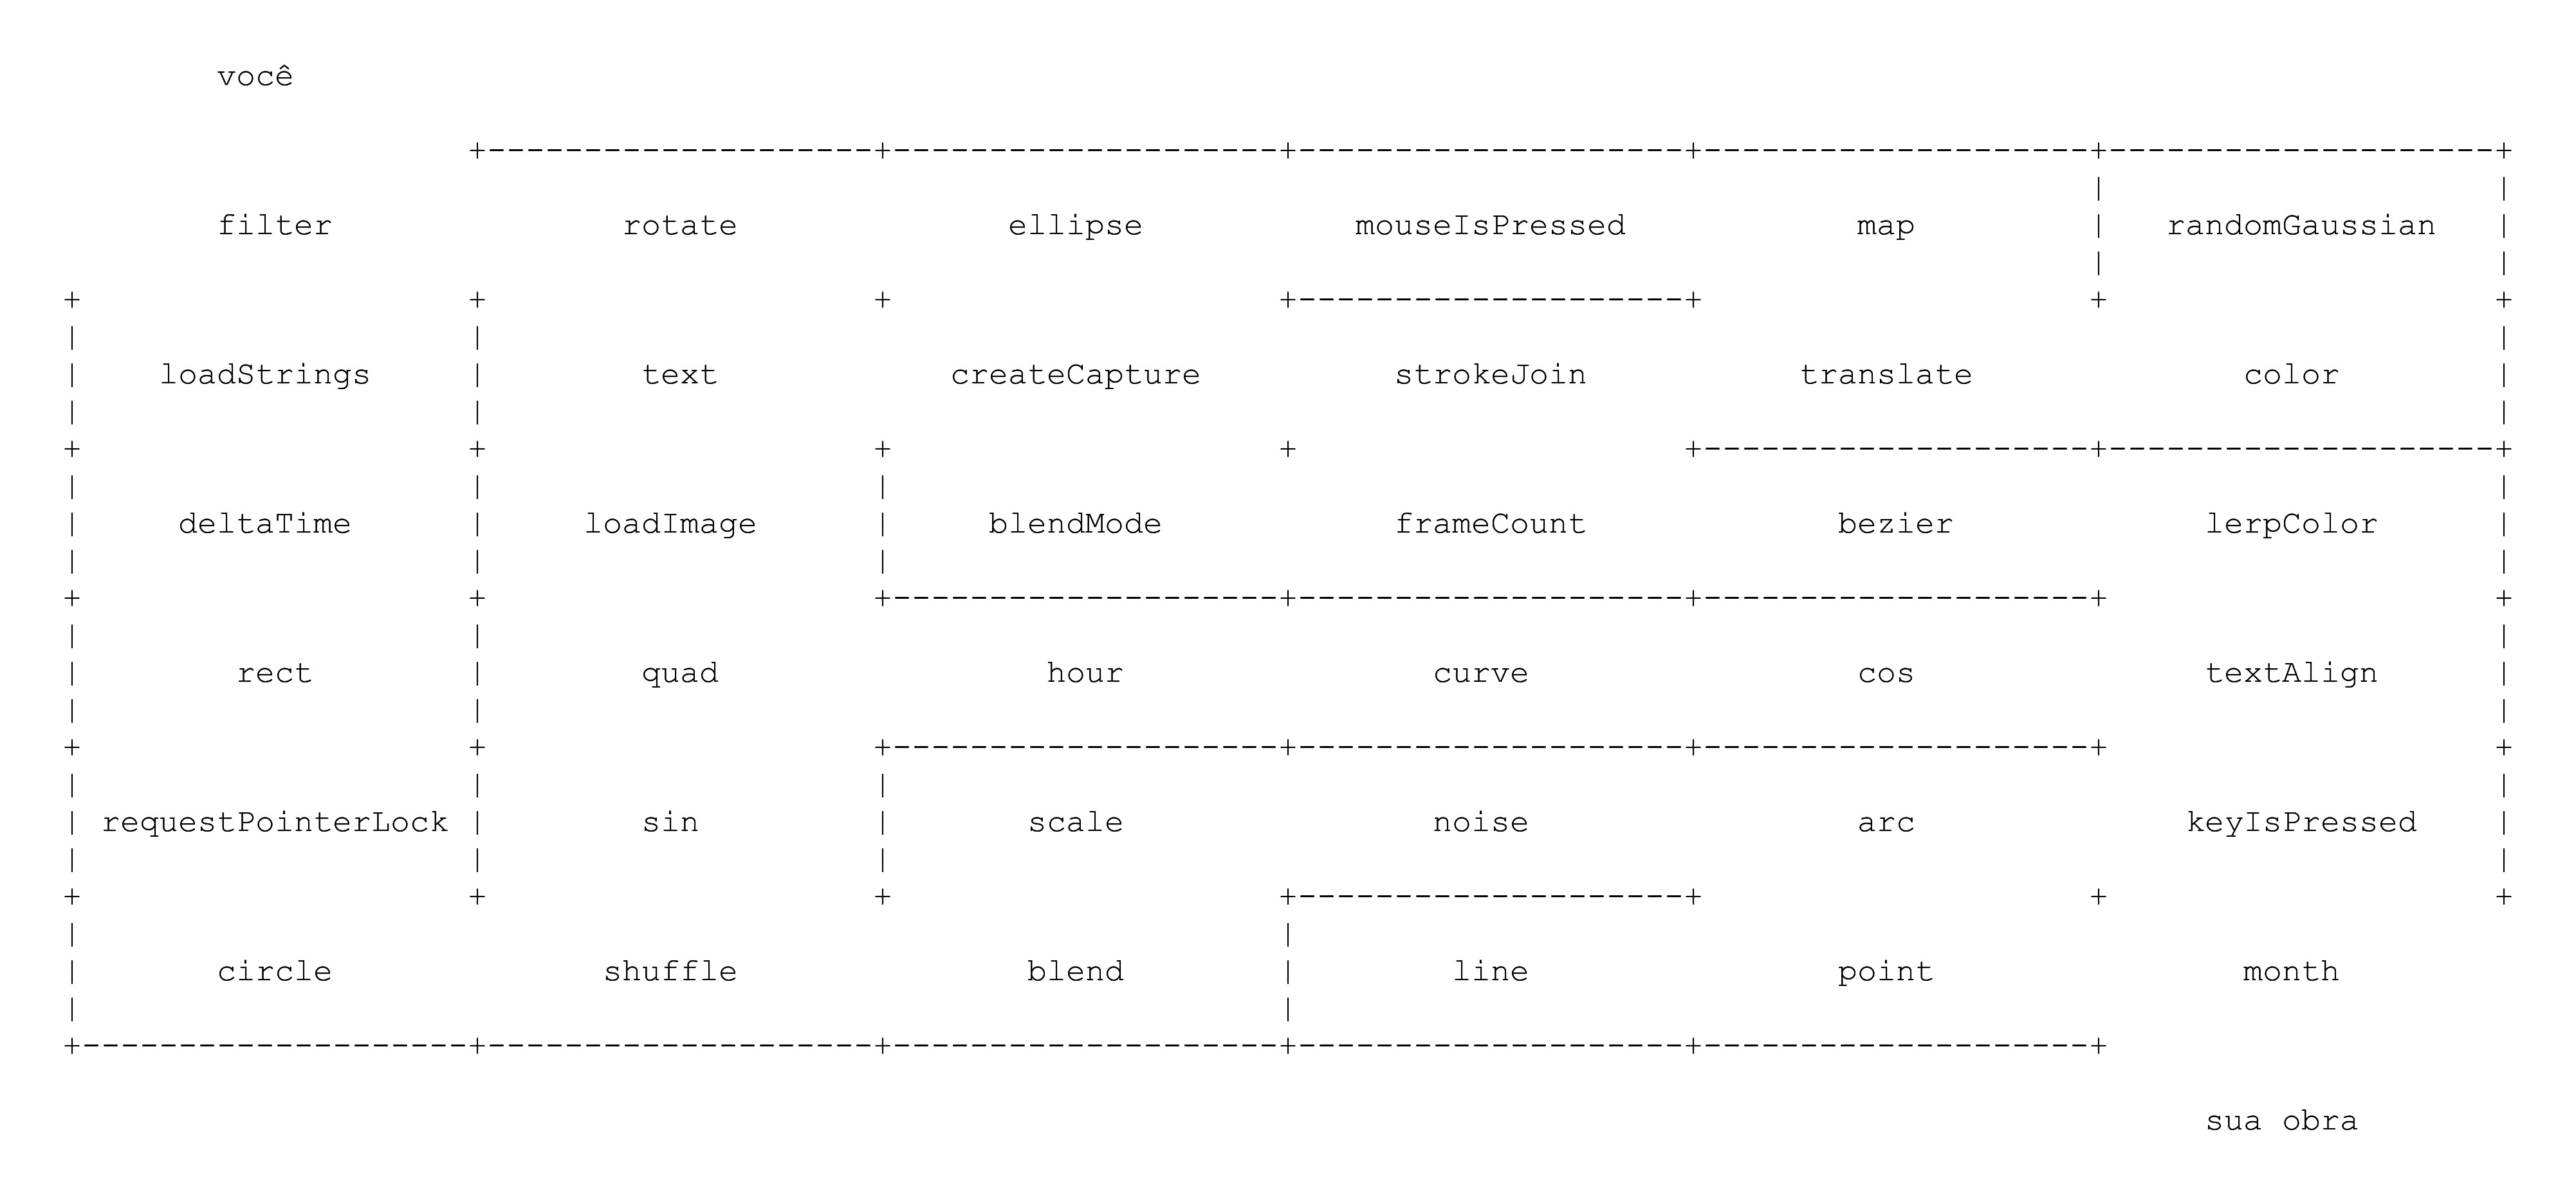 você
filter rotate ellipse mouseIsPressed map randomGaussian
loadStrings text createCapture strokeJoin translate color
deltaTime loadImage blendMode frameCount bezier lerpColor
rect quad hour curve cos textAlign
requestPointerLock sin scale noise arc keyIsPressed
circle shuffle blend line point month
sua obra